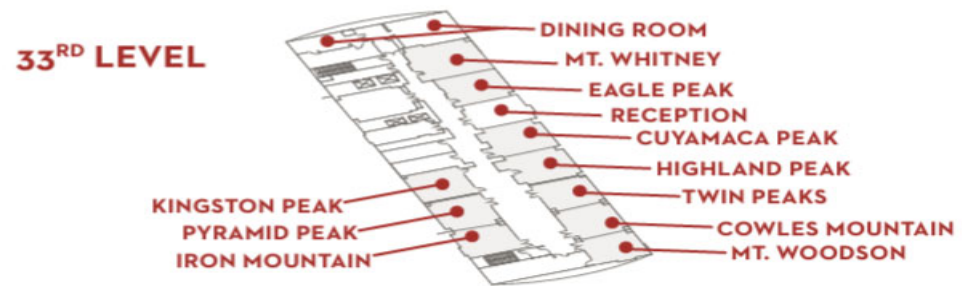 33RD LEVEL
DINING ROOM
MT. WHITNEY
EAGLE PEAK
RECEPTION
CUYAMACA PEAK
HIGHLAND PEAK
TWIN PEAKS
COWLES MOUNTAIN
MT. WOODSON
KINGSTON PEAK
PYRAMID PEAK
IRON MOUNTAIN